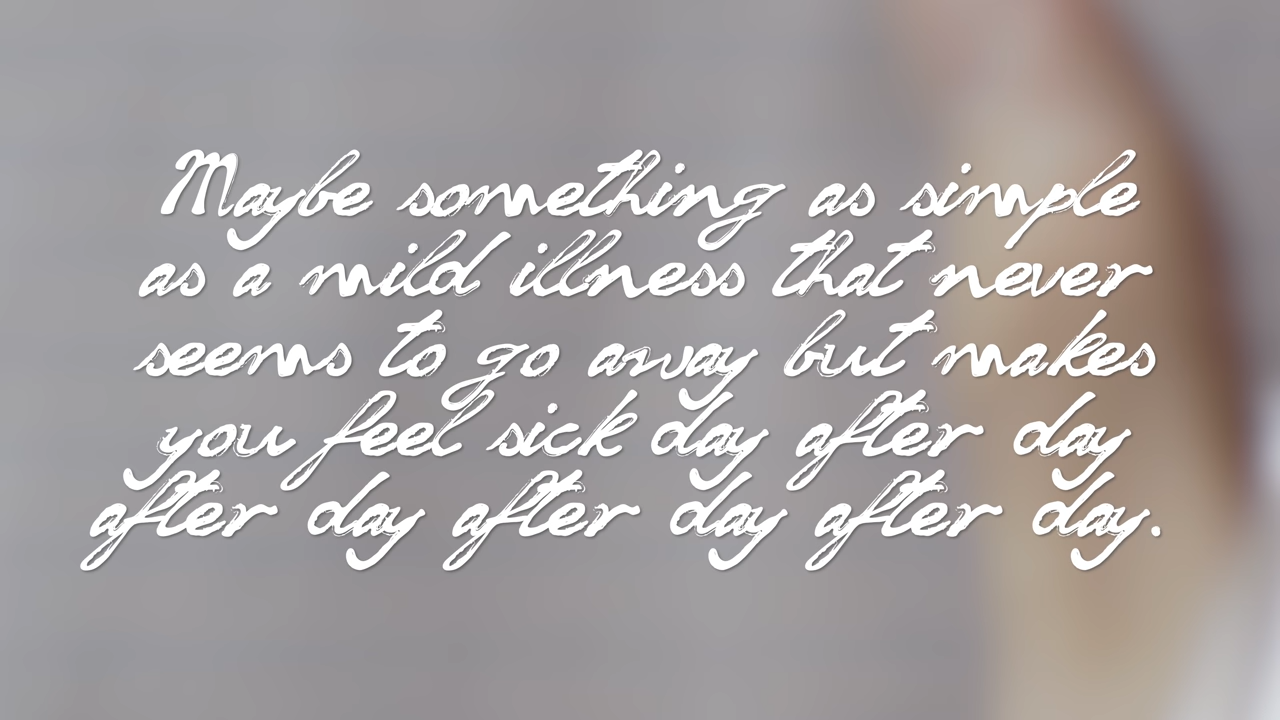 Maybe something as simple
as a mild illness that never
seems to go away but makes
you feel sick day after day
after day after day after day.